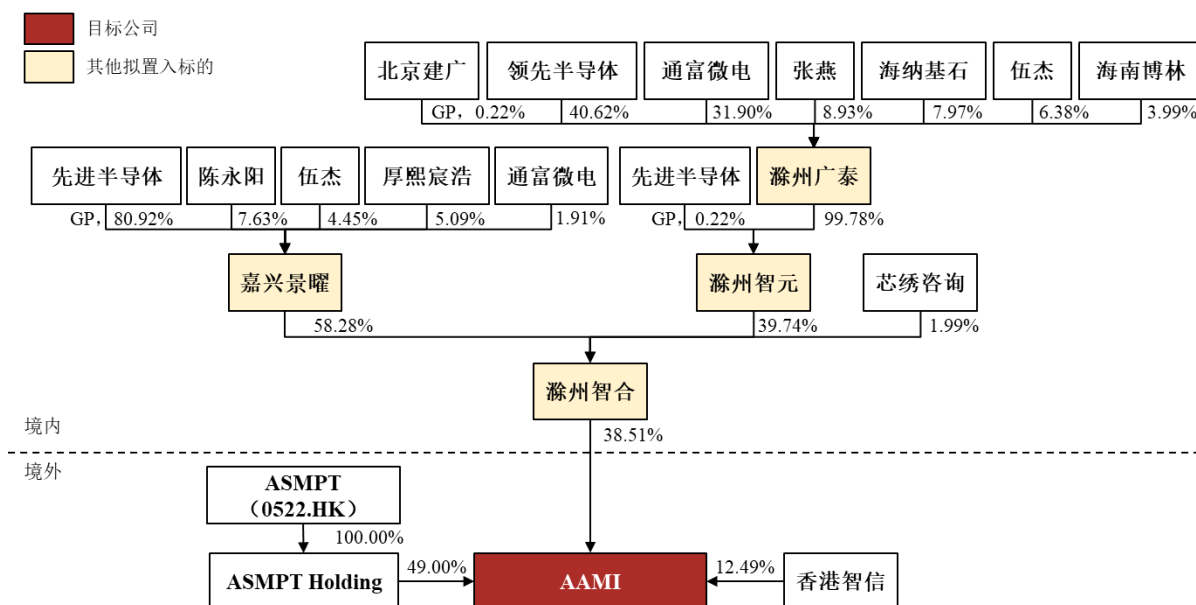 目标公司
其他拟置入标的
北京建广
领先半导体
通富微电
张燕
海纳基石
伍杰
海南博林
GP，0.22%
40.62%
31.90%
8.93%
7.97%
6.38%
3.99%
先进半导体
陈永阳
伍杰
厚熙宸浩
通富微电
先进半导体
滁州广泰
GP，80.92%
7.63%
4.45%
5.09%
1.91%
GP，0.22%
99.78%
嘉兴景曜
滁州智元
芯绣咨询
58.28%
39.74%
1.99%
滁州智合
境内
38.51%
境外
ASMPT
（0522.HK）
100.00%
ASMPT Holding
49.00%
AAMI
12.49%
香港智信